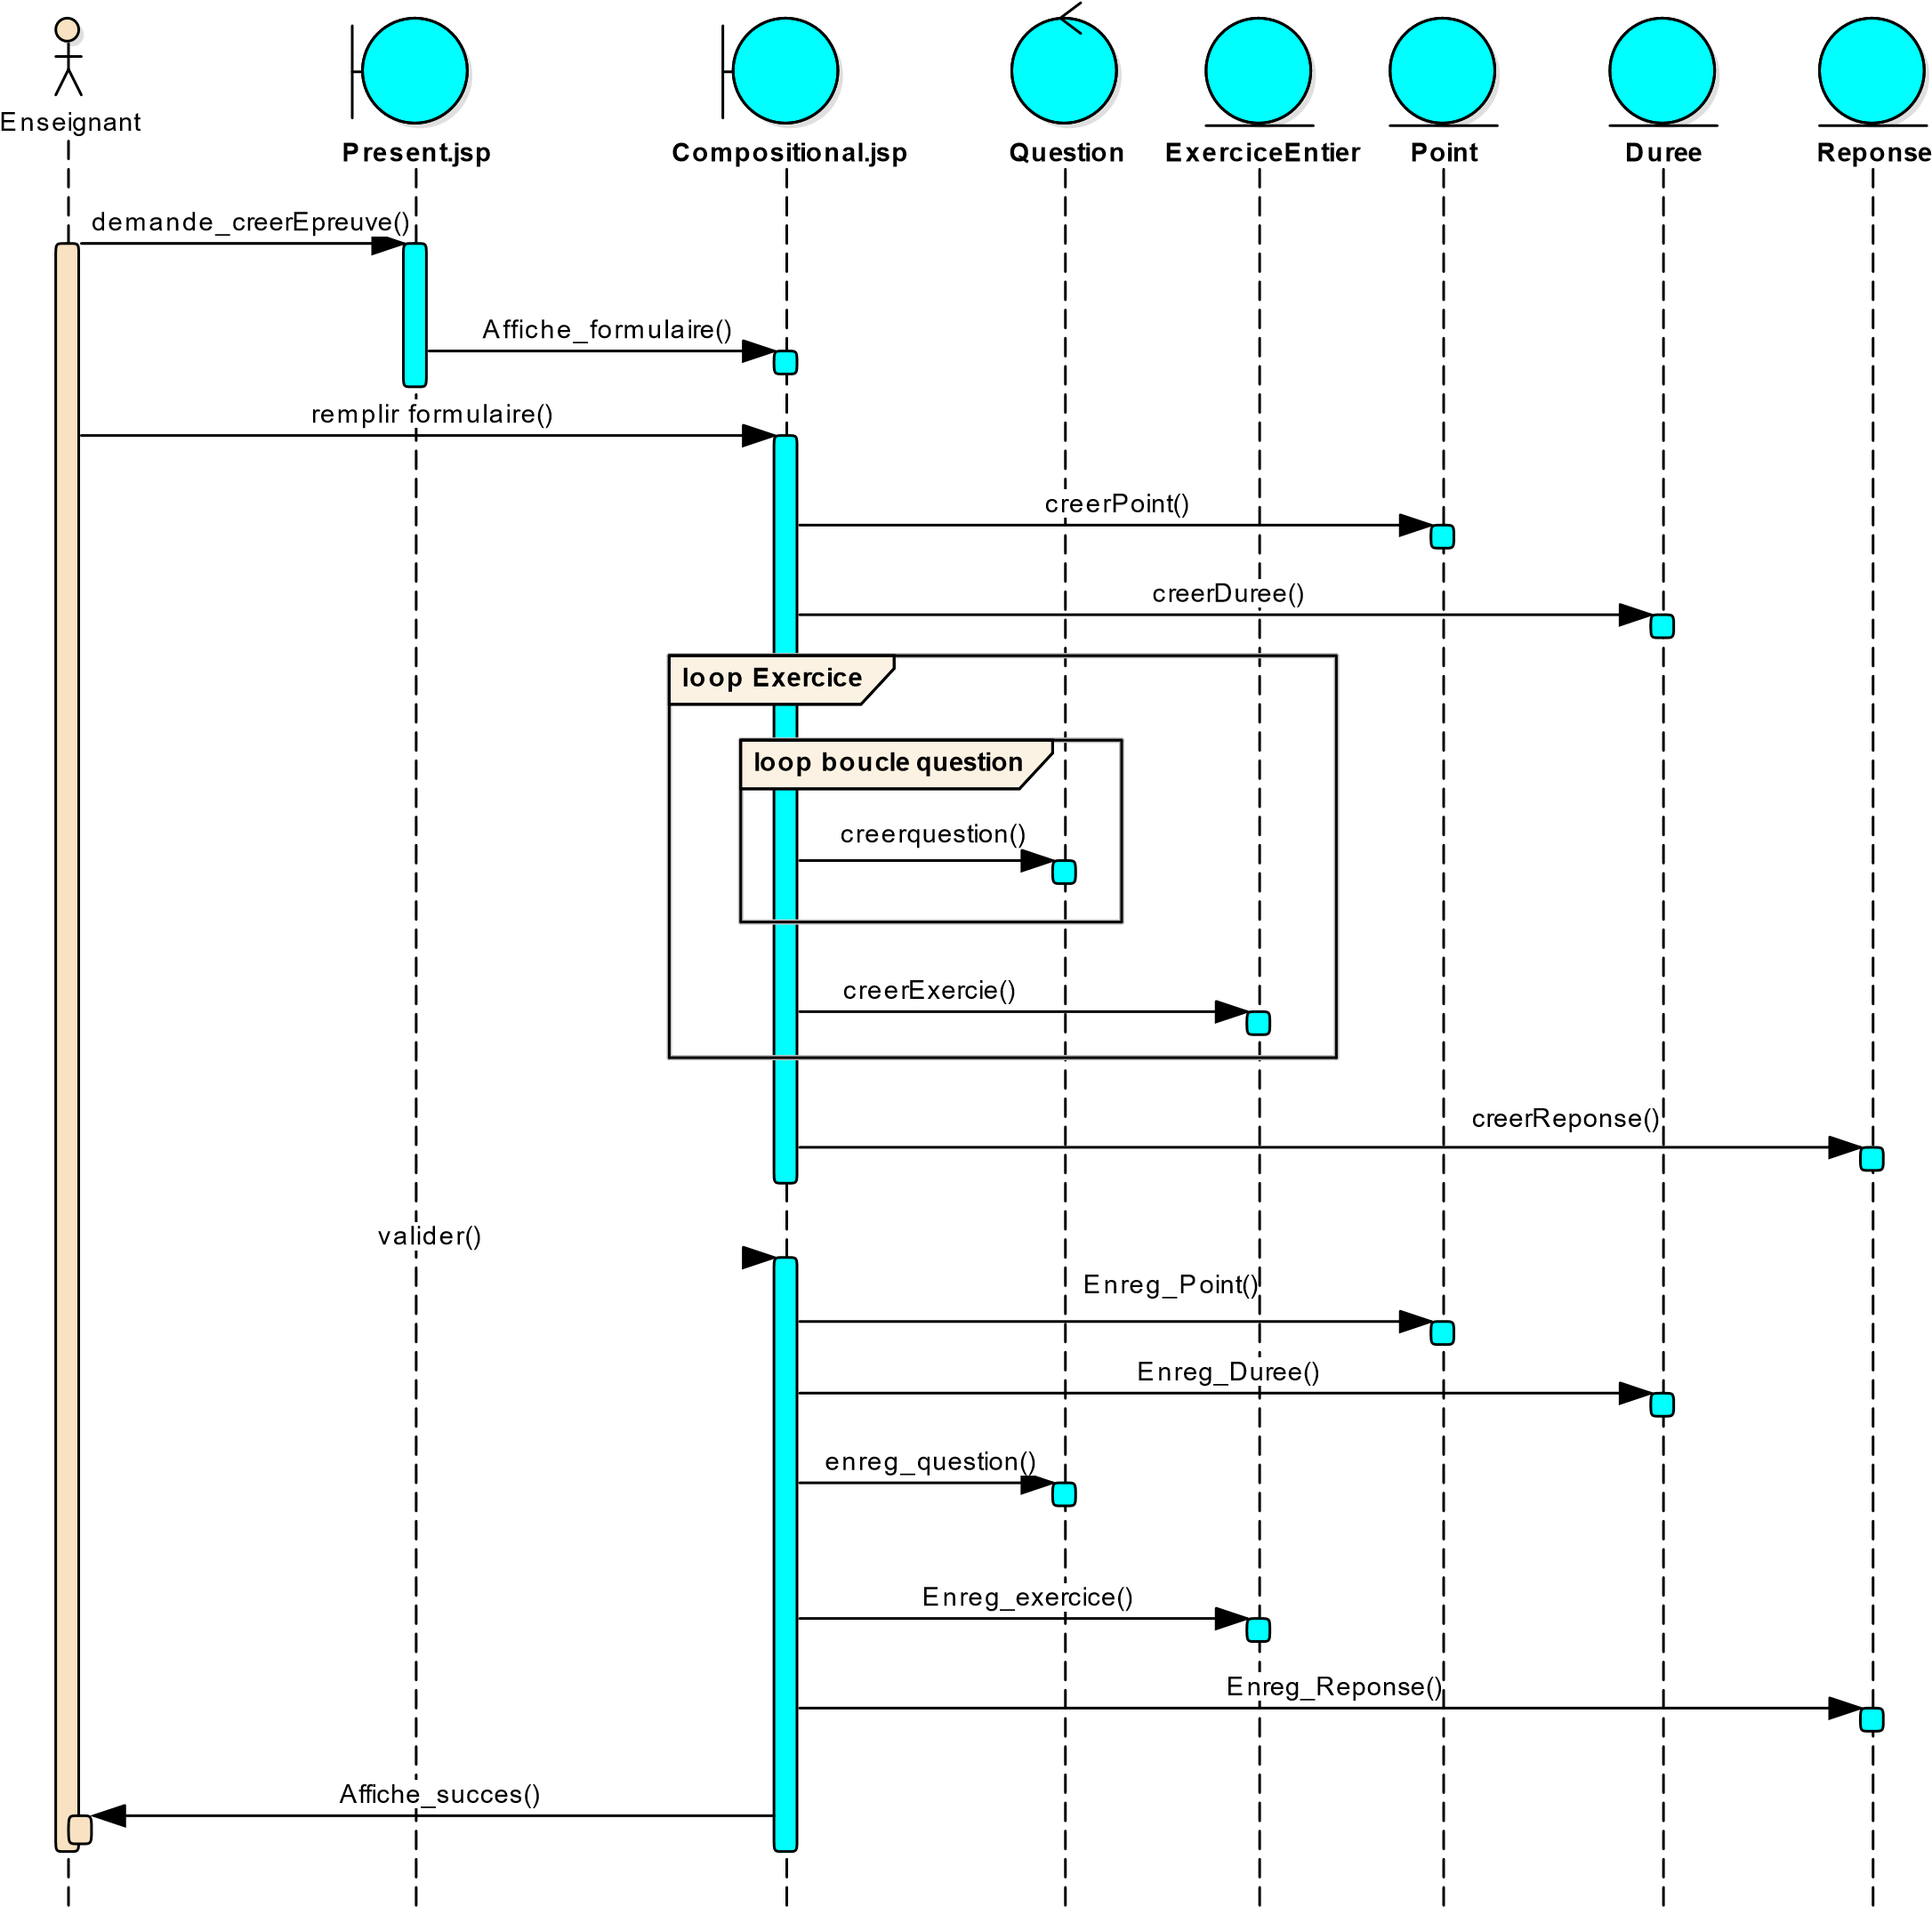 Enseignant
Present.jsp
Compositional.jsp
Question
ExerciceEntier
Point
Duree
Reponse
demande_creerEpreuve()
Affiche_formulaire()
remplir formulaire()
creerPoint()
creerDuree()
loop Exercice
loop boucle question
creerquestion()
creerExercie()
creerReponse()
valider()
Enreg_Point()
Enreg_Duree()
enreg_question()
Enreg_exercice()
Enreg_Reponse()
Affiche_succes()